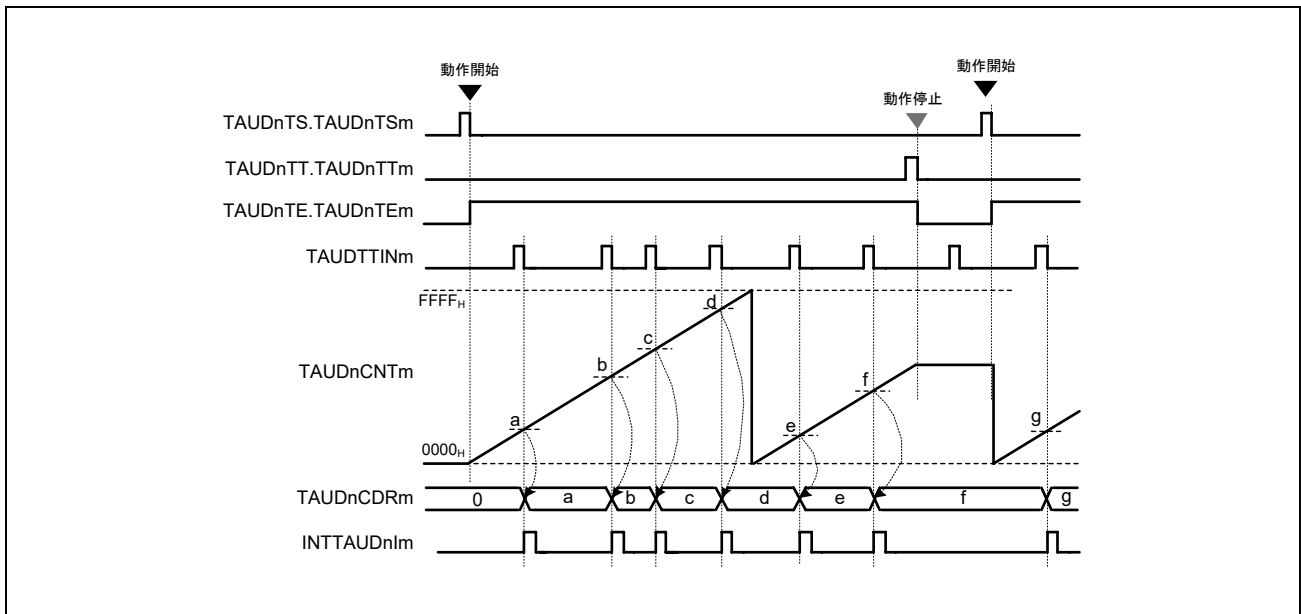 動作開始
動作開始
動作停止
TAUDnTS.TAUDnTSm
TAUDnTT.TAUDnTTm
TAUDnTE.TAUDnTEm
TAUDTTINm
FFFFH
d
c
b
TAUDnCNTm
f
a
e
g
0000H
TAUDnCDRm
0 a b c d e f g
INTTAUDnIm